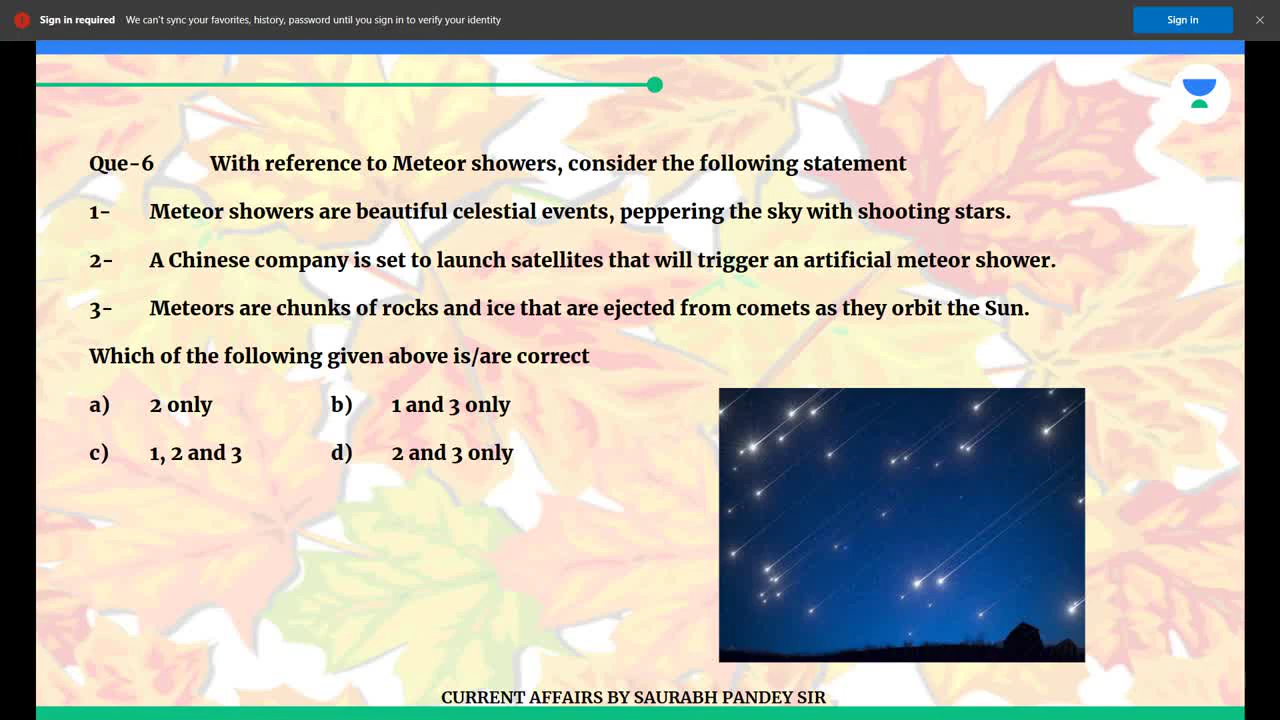 Sign in required We can't sync your favorites, history, password until you sign in to verify your identity Sign in
Que-6 With reference to Meteor showers, consider the following statement
1- Meteor showers are beautiful celestial events, peppering the sky with shooting stars.
2- A Chinese company is set to launch satellites that will trigger an artificial meteor shower.
3- Meteors are chunks of rocks and ice that are ejected from comets as they orbit the Sun.
Which of the following given above is/are correct
a) 2 only b) 1 and 3 only
c) 1, 2 and 3 d) 2 and 3 only
CURRENT AFFAIRS BY SAURABH PANDEY SIR